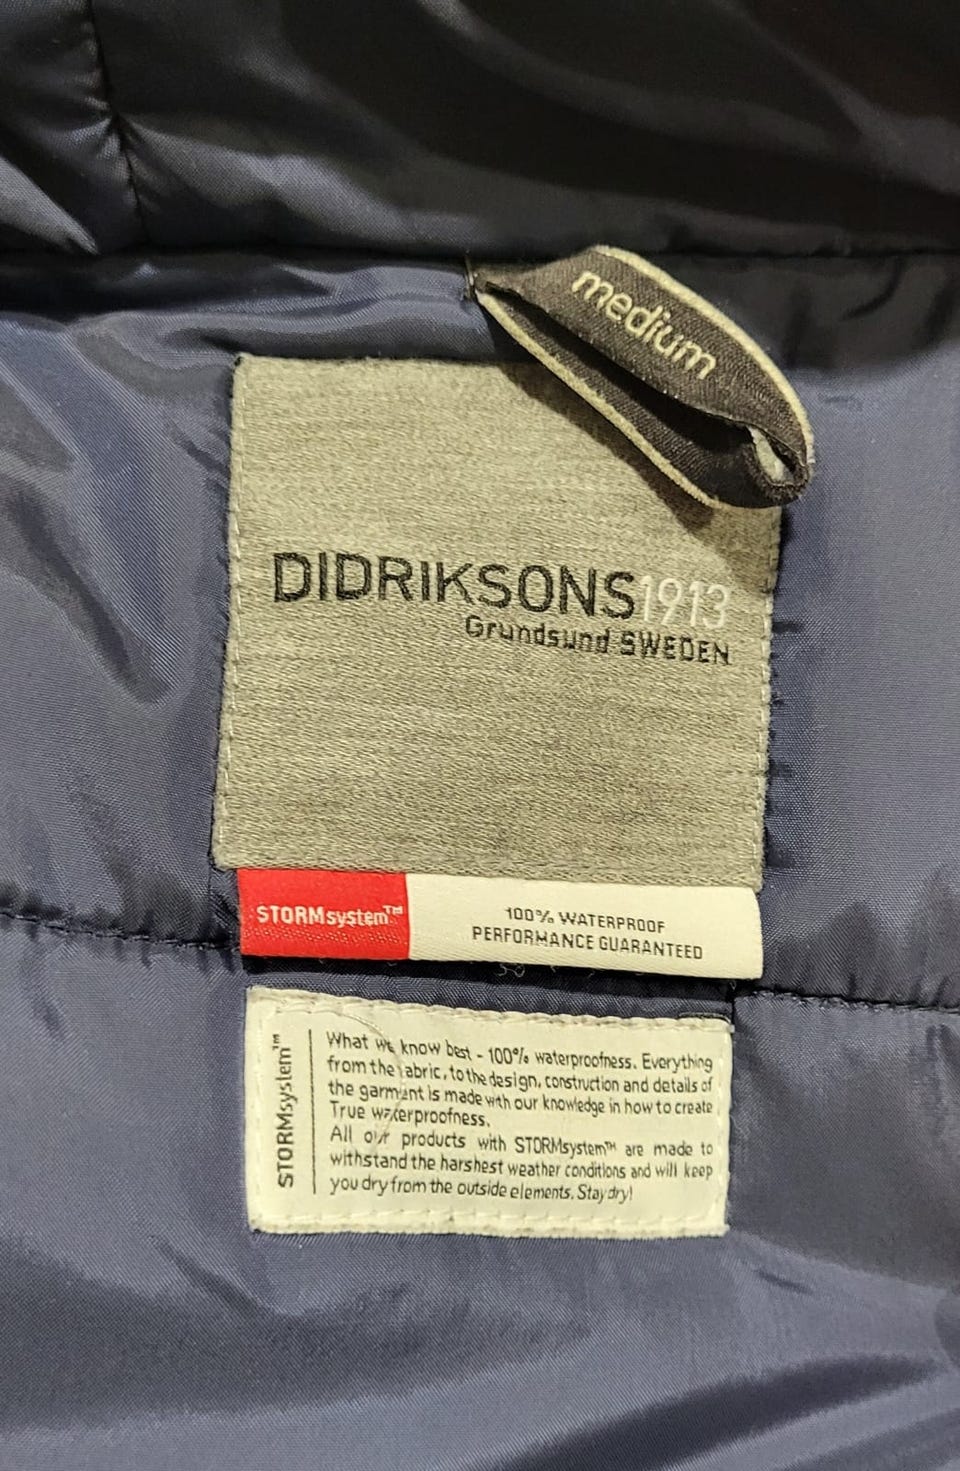 medium
DIDRIKSONS1913
Grundsund SWEDEN
STORMsystem™
100% WATERPROOF
PERFORMANCE GUARANTEED
STORMsystem™
What we know best - 100% waterproofness. Everything
from the fabric, to the design, construction and details of
the garment is made with our knowledge in how to create
True waterproofness.
All our products with STORMsystem™ are made to
withstand the harshest weather conditions and will keep
you dry from the outside elements. Stay dry!